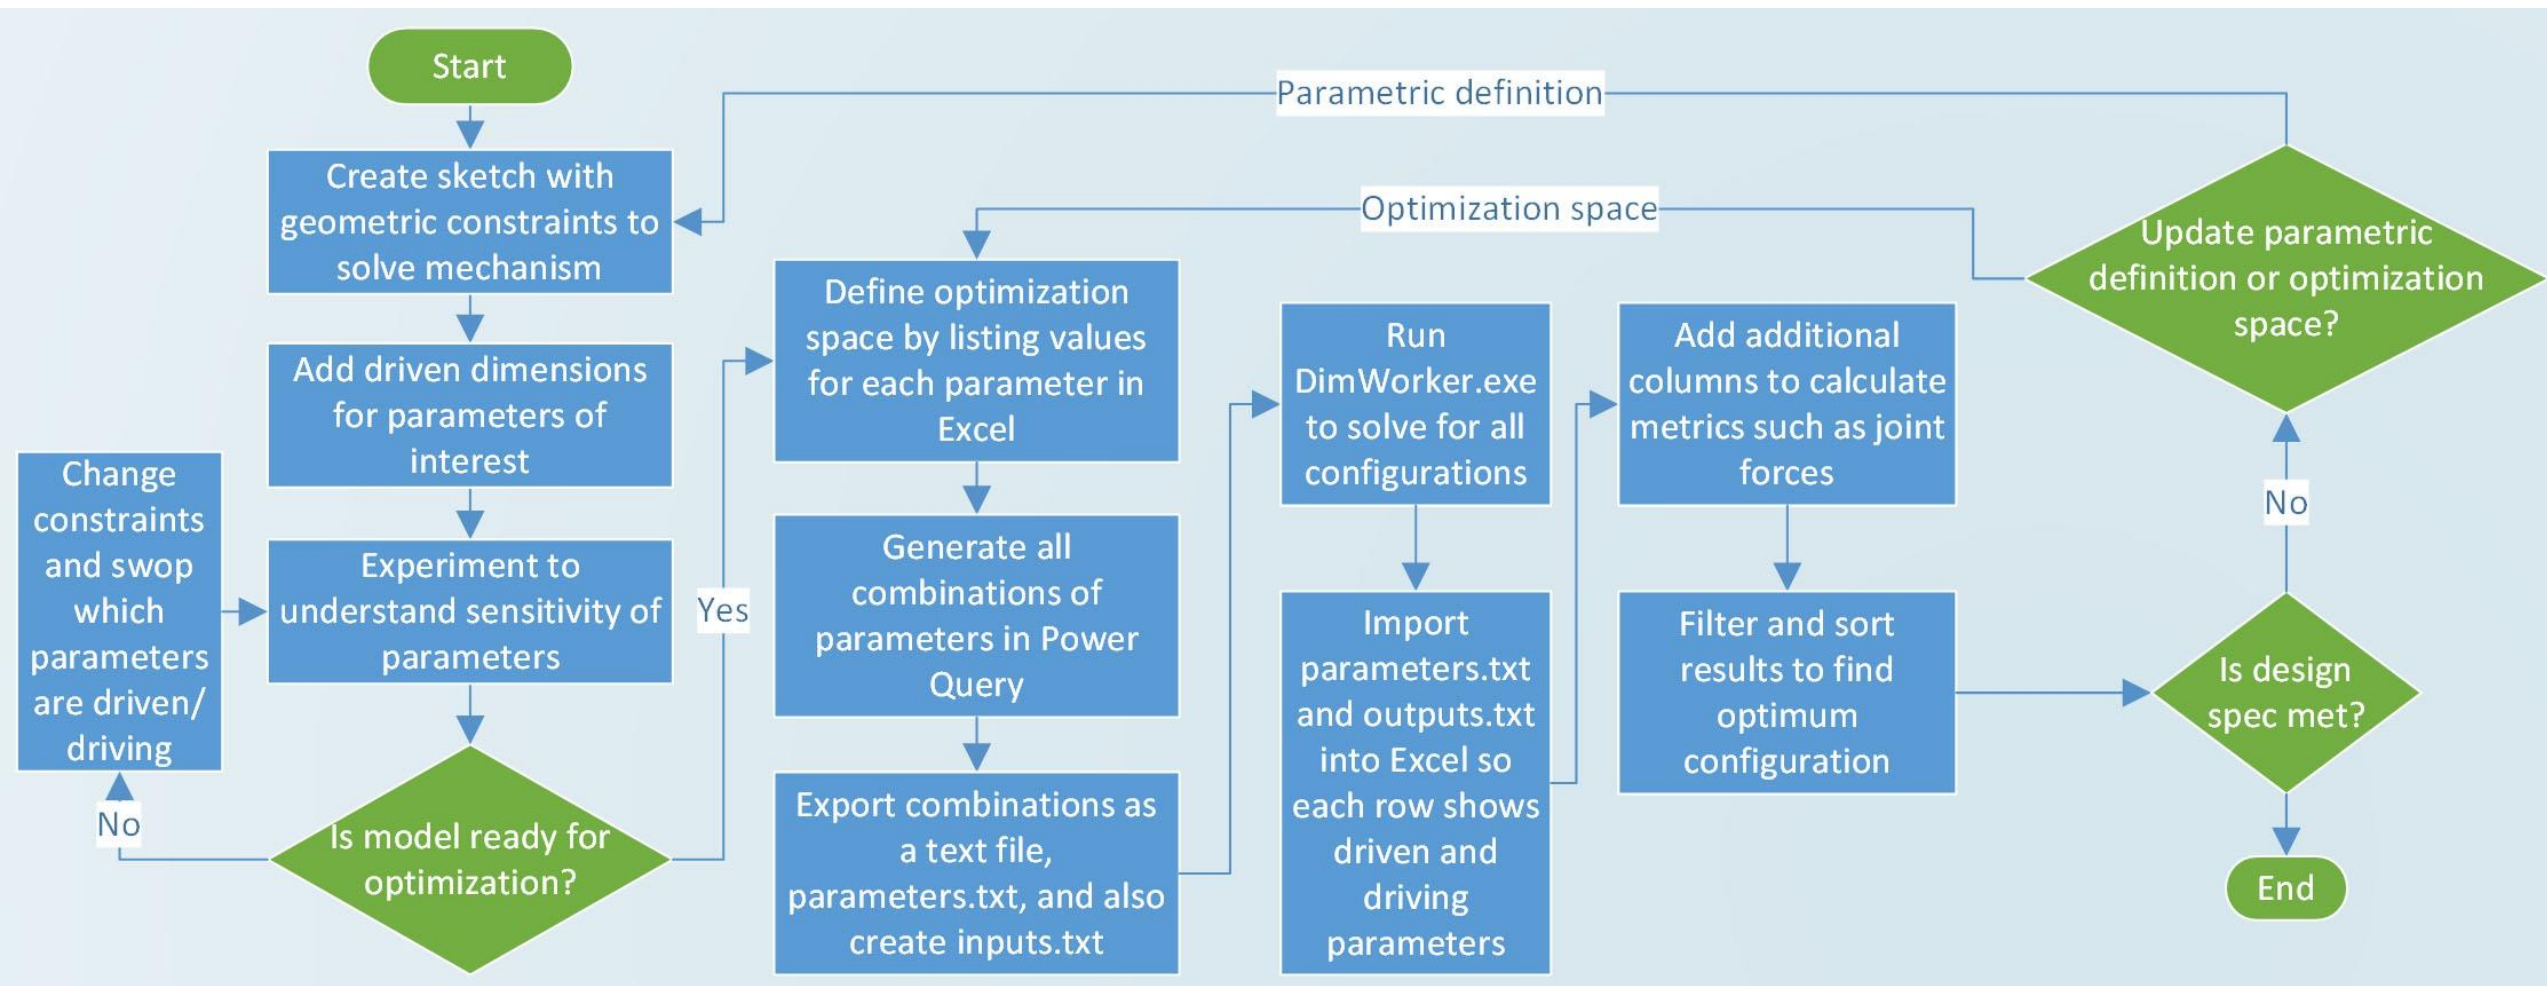 Start
Create sketch with
geometric constraints to
solve mechanism
Add driven dimensions
for parameters of
interest
Experiment to
understand sensitivity of
parameters
Is model ready for
optimization?
No
Change
constraints
and swop
which
parameters
are driven/
driving
Yes
Define optimization
space by listing values
for each parameter in
Excel
Generate all
combinations of
parameters in Power
Query
Export combinations as
a text file,
parameters.txt, and also
create inputs.txt
Run
DimWorker.exe
to solve for all
configurations
Import
parameters.txt
and outputs.txt
into Excel so
each row shows
driven and
driving
parameters
Add additional
columns to calculate
metrics such as joint
forces
Filter and sort
results to find
optimum
configuration
Is design
spec met?
No
Update parametric
definition or optimization
space?
Parametric definition
Optimization space
End